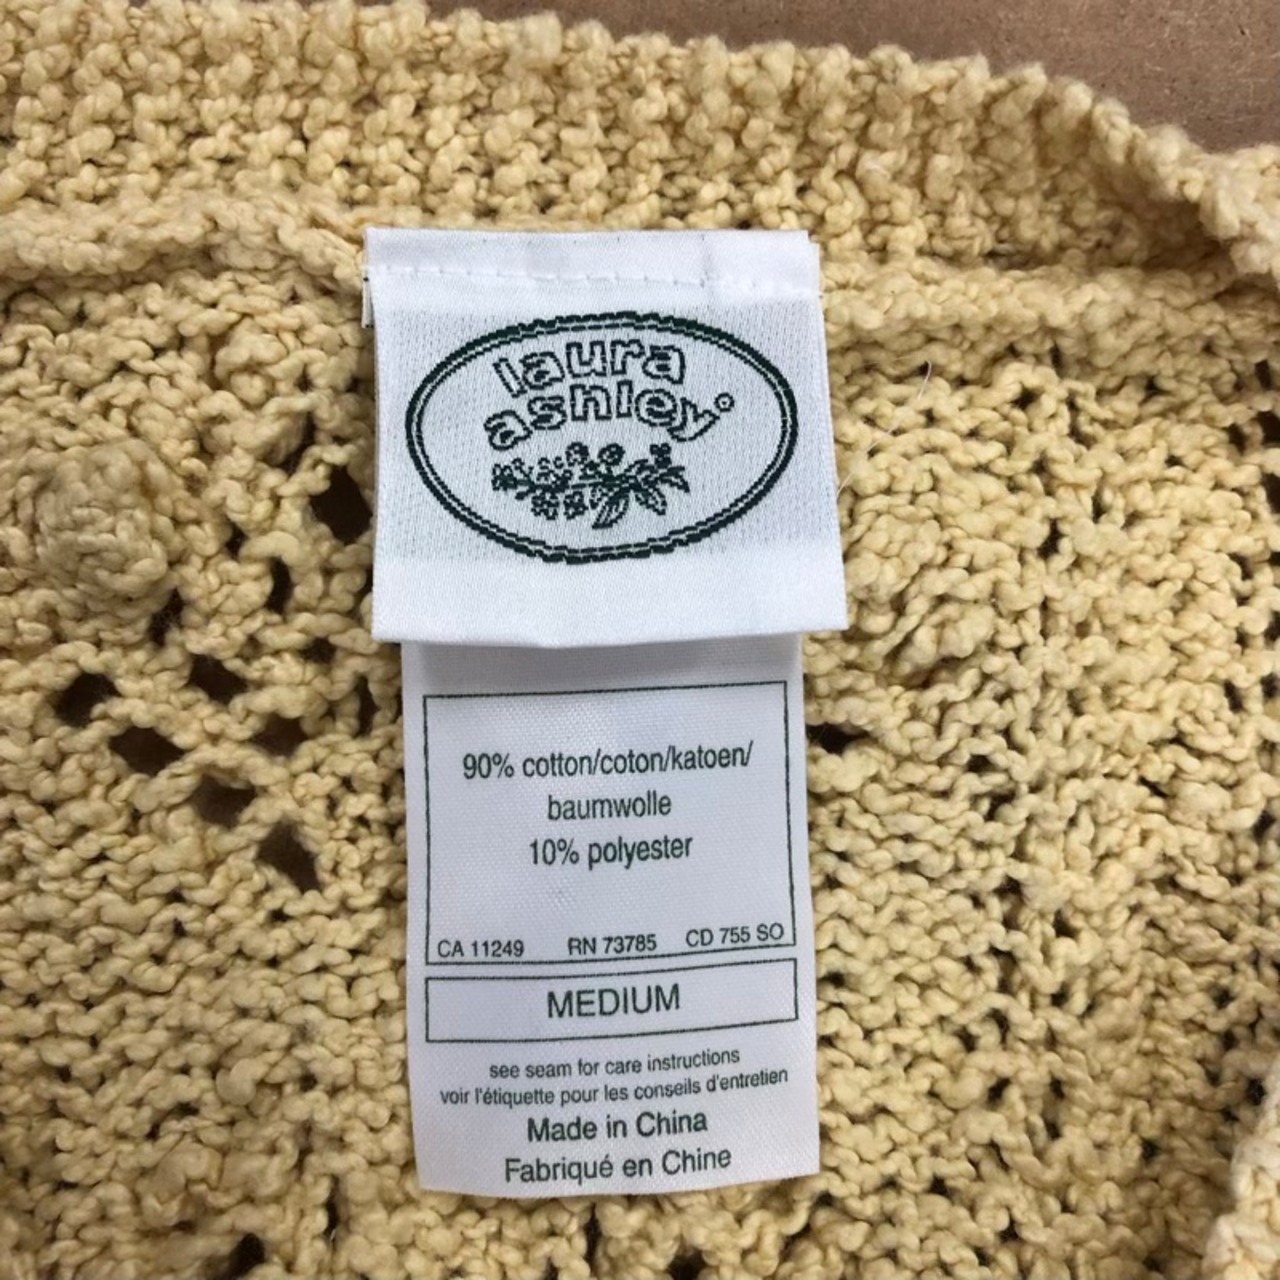 laura
ashley®
90% cotton/coton/katoen/
baumwolle
10% polyester
CA 11249 RN 73785 CD 755 SO
MEDIUM
see seam for care instructions
voir l'étiquette pour les conseils d'entretien
Made in China
Fabriqué en Chine